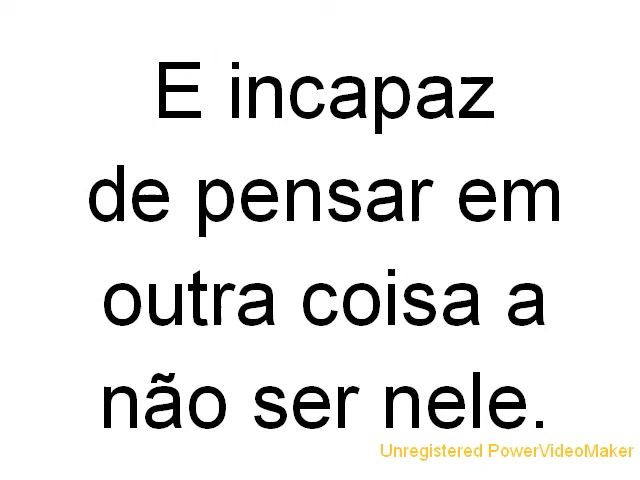 E incapaz
de pensar em
outra coisa a
não ser nele.
Unregistered PowerVideoMaker